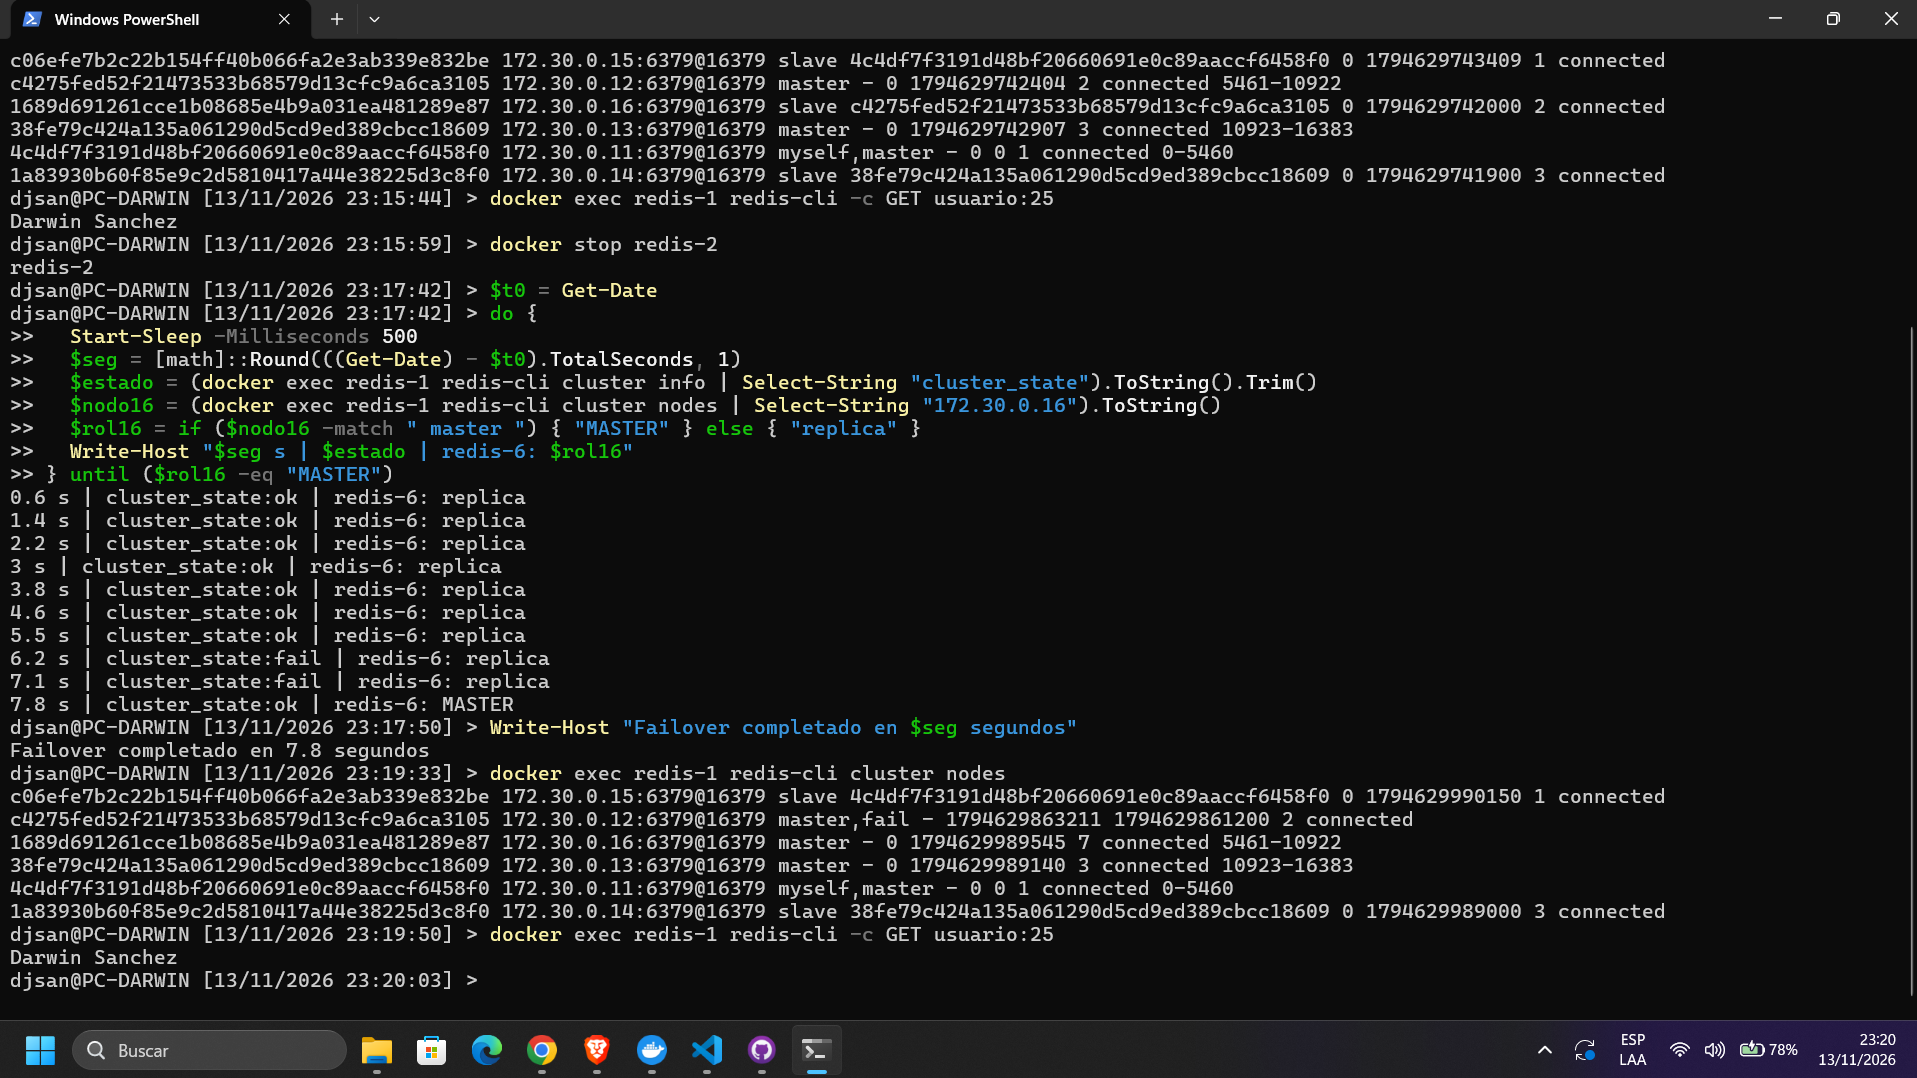 Windows PowerShell
c06efe7b2c22b154ff40b066fa2e3ab339e832be 172.30.0.15:6379@16379 slave 4c4df7f3191d48bf20660691e0c89aaccf6458f0 0 1794629743409 1 connected
c4275fed52f21473533b68579d13cfc9a6ca3105 172.30.0.12:6379@16379 master - 0 1794629742404 2 connected 5461-10922
1689d691261cce1b08685e4b9a031ea481289e87 172.30.0.16:6379@16379 slave c4275fed52f21473533b68579d13cfc9a6ca3105 0 1794629742000 2 connected
38fe79c424a135a061290d5cd9ed389cbcc18609 172.30.0.13:6379@16379 master - 0 1794629742907 3 connected 10923-16383
4c4df7f3191d48bf20660691e0c89aaccf6458f0 172.30.0.11:6379@16379 myself,master - 0 0 1 connected 0-5460
1a83930b60f85e9c2d5810417a44e38225d3c8f0 172.30.0.14:6379@16379 slave 38fe79c424a135a061290d5cd9ed389cbcc18609 0 1794629741900 3 connected
djsan@PC-DARWIN [13/11/2026 23:15:44] > docker exec redis-1 redis-cli -c GET usuario:25
Darwin Sanchez
djsan@PC-DARWIN [13/11/2026 23:15:59] > docker stop redis-2
redis-2
djsan@PC-DARWIN [13/11/2026 23:17:42] > $t0 = Get-Date
djsan@PC-DARWIN [13/11/2026 23:17:42] > do {
>>   Start-Sleep -Milliseconds 500
>>   $seg = [math]::Round(((Get-Date) - $t0).TotalSeconds, 1)
>>   $estado = (docker exec redis-1 redis-cli cluster info | Select-String "cluster_state").ToString().Trim()
>>   $nodo16 = (docker exec redis-1 redis-cli cluster nodes | Select-String "172.30.0.16").ToString()
>>   $rol16 = if ($nodo16 -match " master ") { "MASTER" } else { "replica" }
>>   Write-Host "$seg s | $estado | redis-6: $rol16"
>> } until ($rol16 -eq "MASTER")
0.6 s | cluster_state:ok | redis-6: replica
1.4 s | cluster_state:ok | redis-6: replica
2.2 s | cluster_state:ok | redis-6: replica
3 s | cluster_state:ok | redis-6: replica
3.8 s | cluster_state:ok | redis-6: replica
4.6 s | cluster_state:ok | redis-6: replica
5.5 s | cluster_state:ok | redis-6: replica
6.2 s | cluster_state:fail | redis-6: replica
7.1 s | cluster_state:fail | redis-6: replica
7.8 s | cluster_state:ok | redis-6: MASTER
djsan@PC-DARWIN [13/11/2026 23:17:50] > Write-Host "Failover completado en $seg segundos"
Failover completado en 7.8 segundos
djsan@PC-DARWIN [13/11/2026 23:19:33] > docker exec redis-1 redis-cli cluster nodes
c06efe7b2c22b154ff40b066fa2e3ab339e832be 172.30.0.15:6379@16379 slave 4c4df7f3191d48bf20660691e0c89aaccf6458f0 0 1794629990150 1 connected
c4275fed52f21473533b68579d13cfc9a6ca3105 172.30.0.12:6379@16379 master,fail - 1794629863211 1794629861200 2 connected
1689d691261cce1b08685e4b9a031ea481289e87 172.30.0.16:6379@16379 master - 0 1794629989545 7 connected 5461-10922
38fe79c424a135a061290d5cd9ed389cbcc18609 172.30.0.13:6379@16379 master - 0 1794629989140 3 connected 10923-16383
4c4df7f3191d48bf20660691e0c89aaccf6458f0 172.30.0.11:6379@16379 myself,master - 0 0 1 connected 0-5460
1a83930b60f85e9c2d5810417a44e38225d3c8f0 172.30.0.14:6379@16379 slave 38fe79c424a135a061290d5cd9ed389cbcc18609 0 1794629989000 3 connected
djsan@PC-DARWIN [13/11/2026 23:19:50] > docker exec redis-1 redis-cli -c GET usuario:25
Darwin Sanchez
djsan@PC-DARWIN [13/11/2026 23:20:03] >
Buscar
ESP
LAA
78%
23:20
13/11/2026